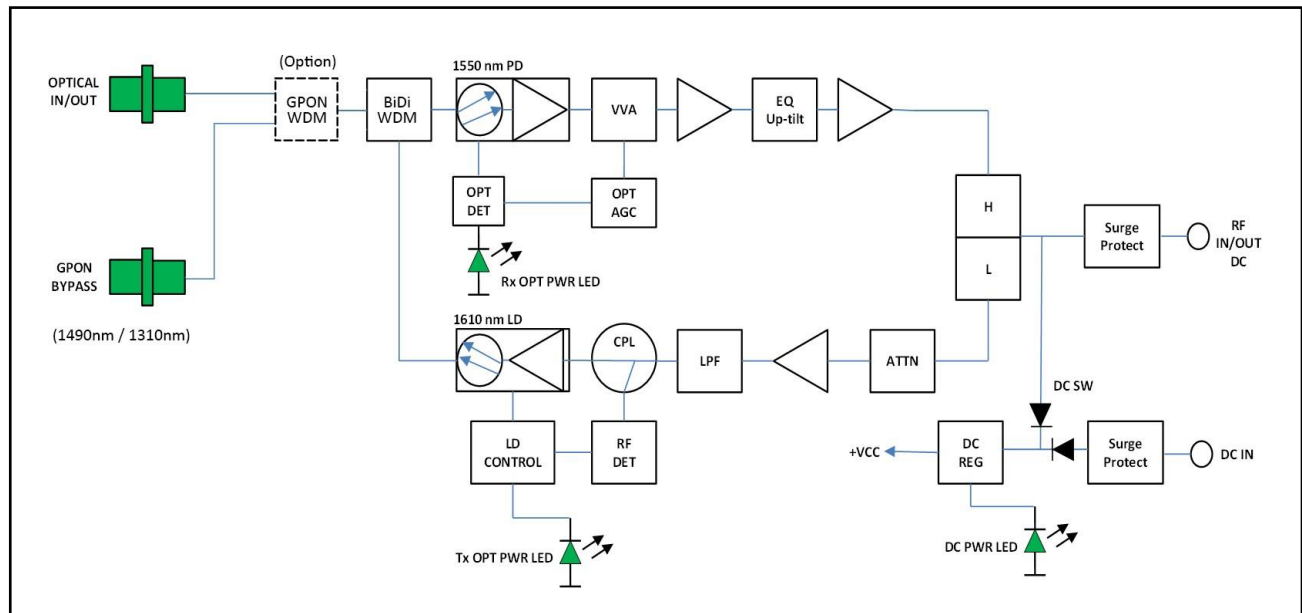 OPTICAL
IN/OUT
(Option)
GPON
WDM
BiDi
WDM
1550 nm PD
VVA
EQ
Up-tilt
OPT
DET
OPT
AGC
Rx OPT PWR LED
H
L
Surge
Protect
RF
IN/OUT
DC
GPON
BYPASS
(1490nm / 1310nm)
1610 nm LD
CPL
LPF
ATTN
LD
CONTROL
RF
DET
DC SW
+VCC
DC
REG
Surge
Protect
DC IN
Tx OPT PWR LED
DC PWR LED